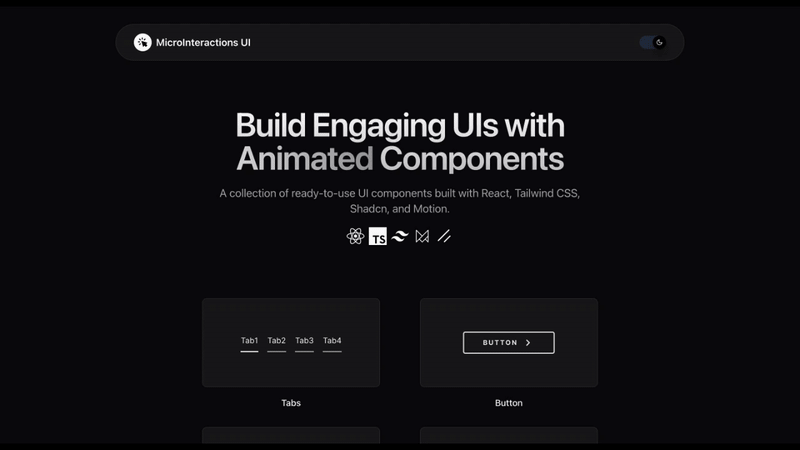 MicroInteractions UI
Build Engaging UIs with
Animated Components
A collection of ready-to-use UI components built with React, Tailwind CSS,
Shadcn, and Motion.
TS
Tab1 Tab2 Tab3 Tab4
BUTTON
Tabs
Button